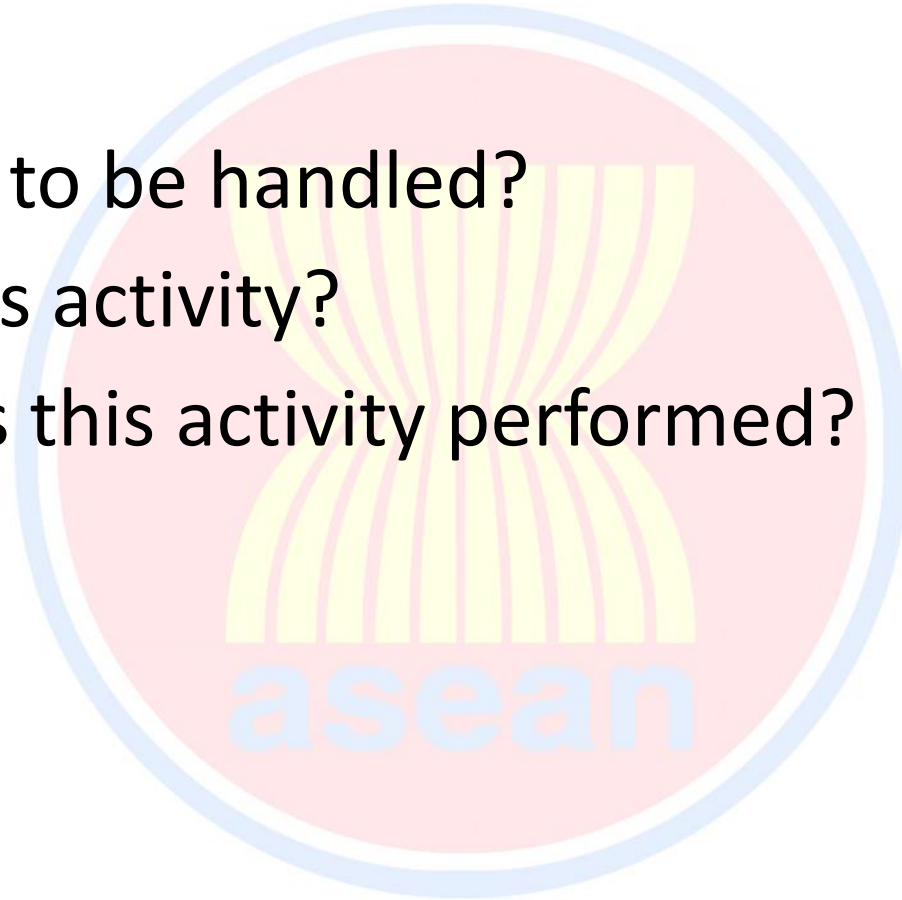 to be handled?
s activity?
s this activity performed?
asean